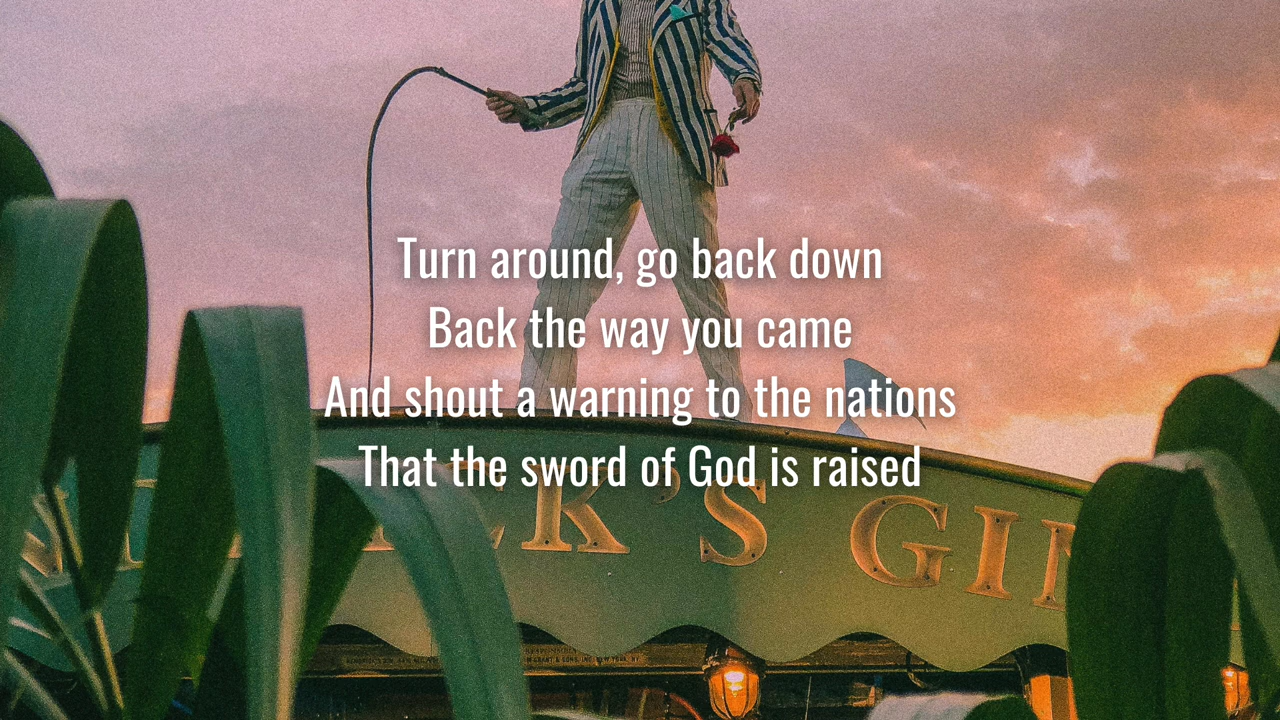 Turn around, go back down
Back the way you came
And shout a warning to the nations
That the sword of God is raised
K'S GIN